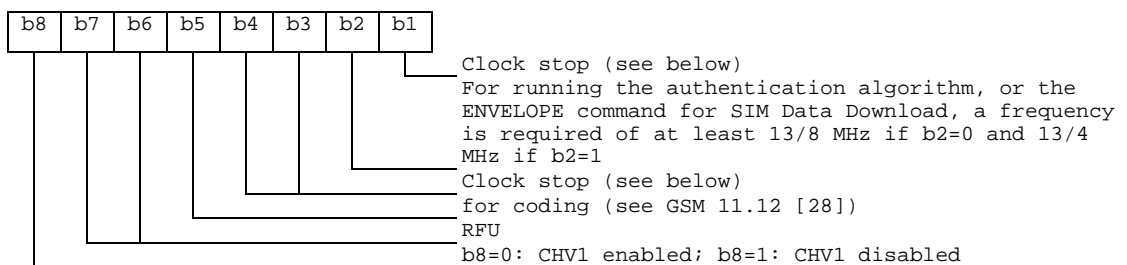 b8 b7 b6 b5 b4 b3 b2 b1
Clock stop (see below)
For running the authentication algorithm, or the
ENVELOPE command for SIM Data Download, a frequency
is required of at least 13/8 MHz if b2=0 and 13/4
MHz if b2=1
Clock stop (see below)
for coding (see GSM 11.12 [28])
RFU
b8=0: CHV1 enabled; b8=1: CHV1 disabled